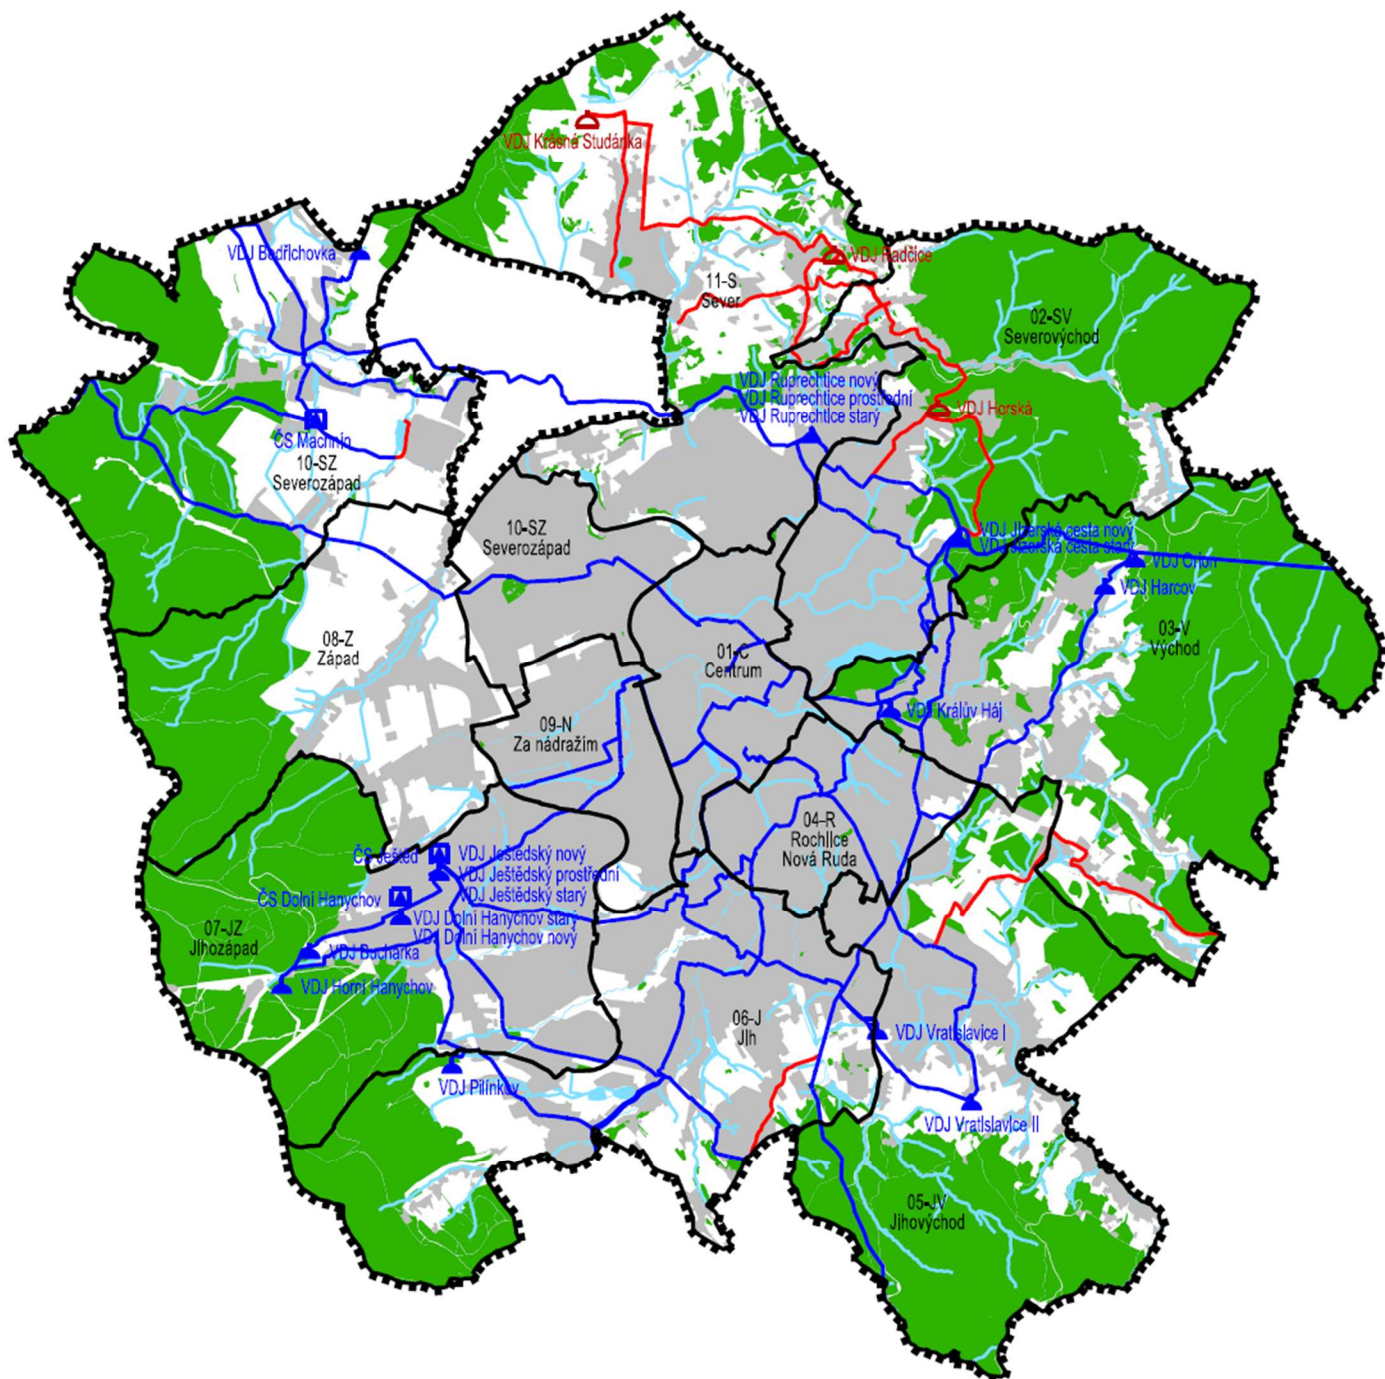 VDJ Krásná Studánka
VDJ Bedřichovka
VDJ Radčice
11-S
Sever
02-SV
Severovýchod
VDJ Ruprechtice nový
VDJ Ruprechtice prostřední
VDJ Ruprechtice starý
VDJ Horská
ČS Machnín
10-SZ
Severozápad
10-SZ
Severozápad
VDJ Jizerská cesta nový
VDJ Jizerská cesta starý
VDJ
VDJ Harcov
03-V
Východ
08-Z
Západ
01-C
Centrum
VDJ Králův Háj
09-N
Za nádražím
04-R
Rochlice
Nová Ruda
ČS Ještěd
VDJ Ještědský nový
VDJ Ještědský prostřední
VDJ Ještědský starý
ČS Dolní Hanychov
VDJ Dolní Hanychov starý
VDJ Dolní Hanychov nový
07-JZ
Jihozápad
VDJ Bucharka
VDJ Horní Hanychov
06-J
Jih
VDJ Vratislavice I
VDJ Pilínkov
VDJ Vratislavice II
05-JV
Jihovýchod